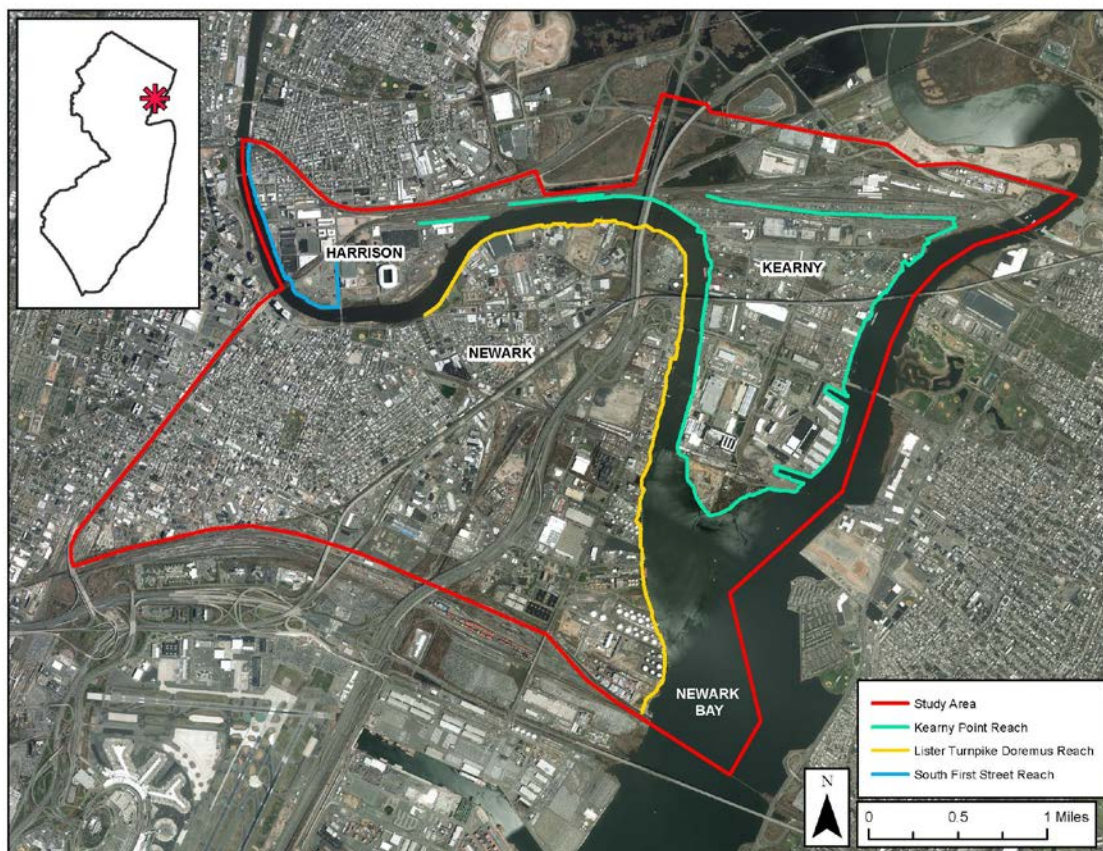 HARRISON
KEARNY
NEWARK
NEWARK
BAY
Study Area
Kearny Point Reach
Lister Turnpike Doremus Reach
South First Street Reach
N
0 0.5 1 Miles